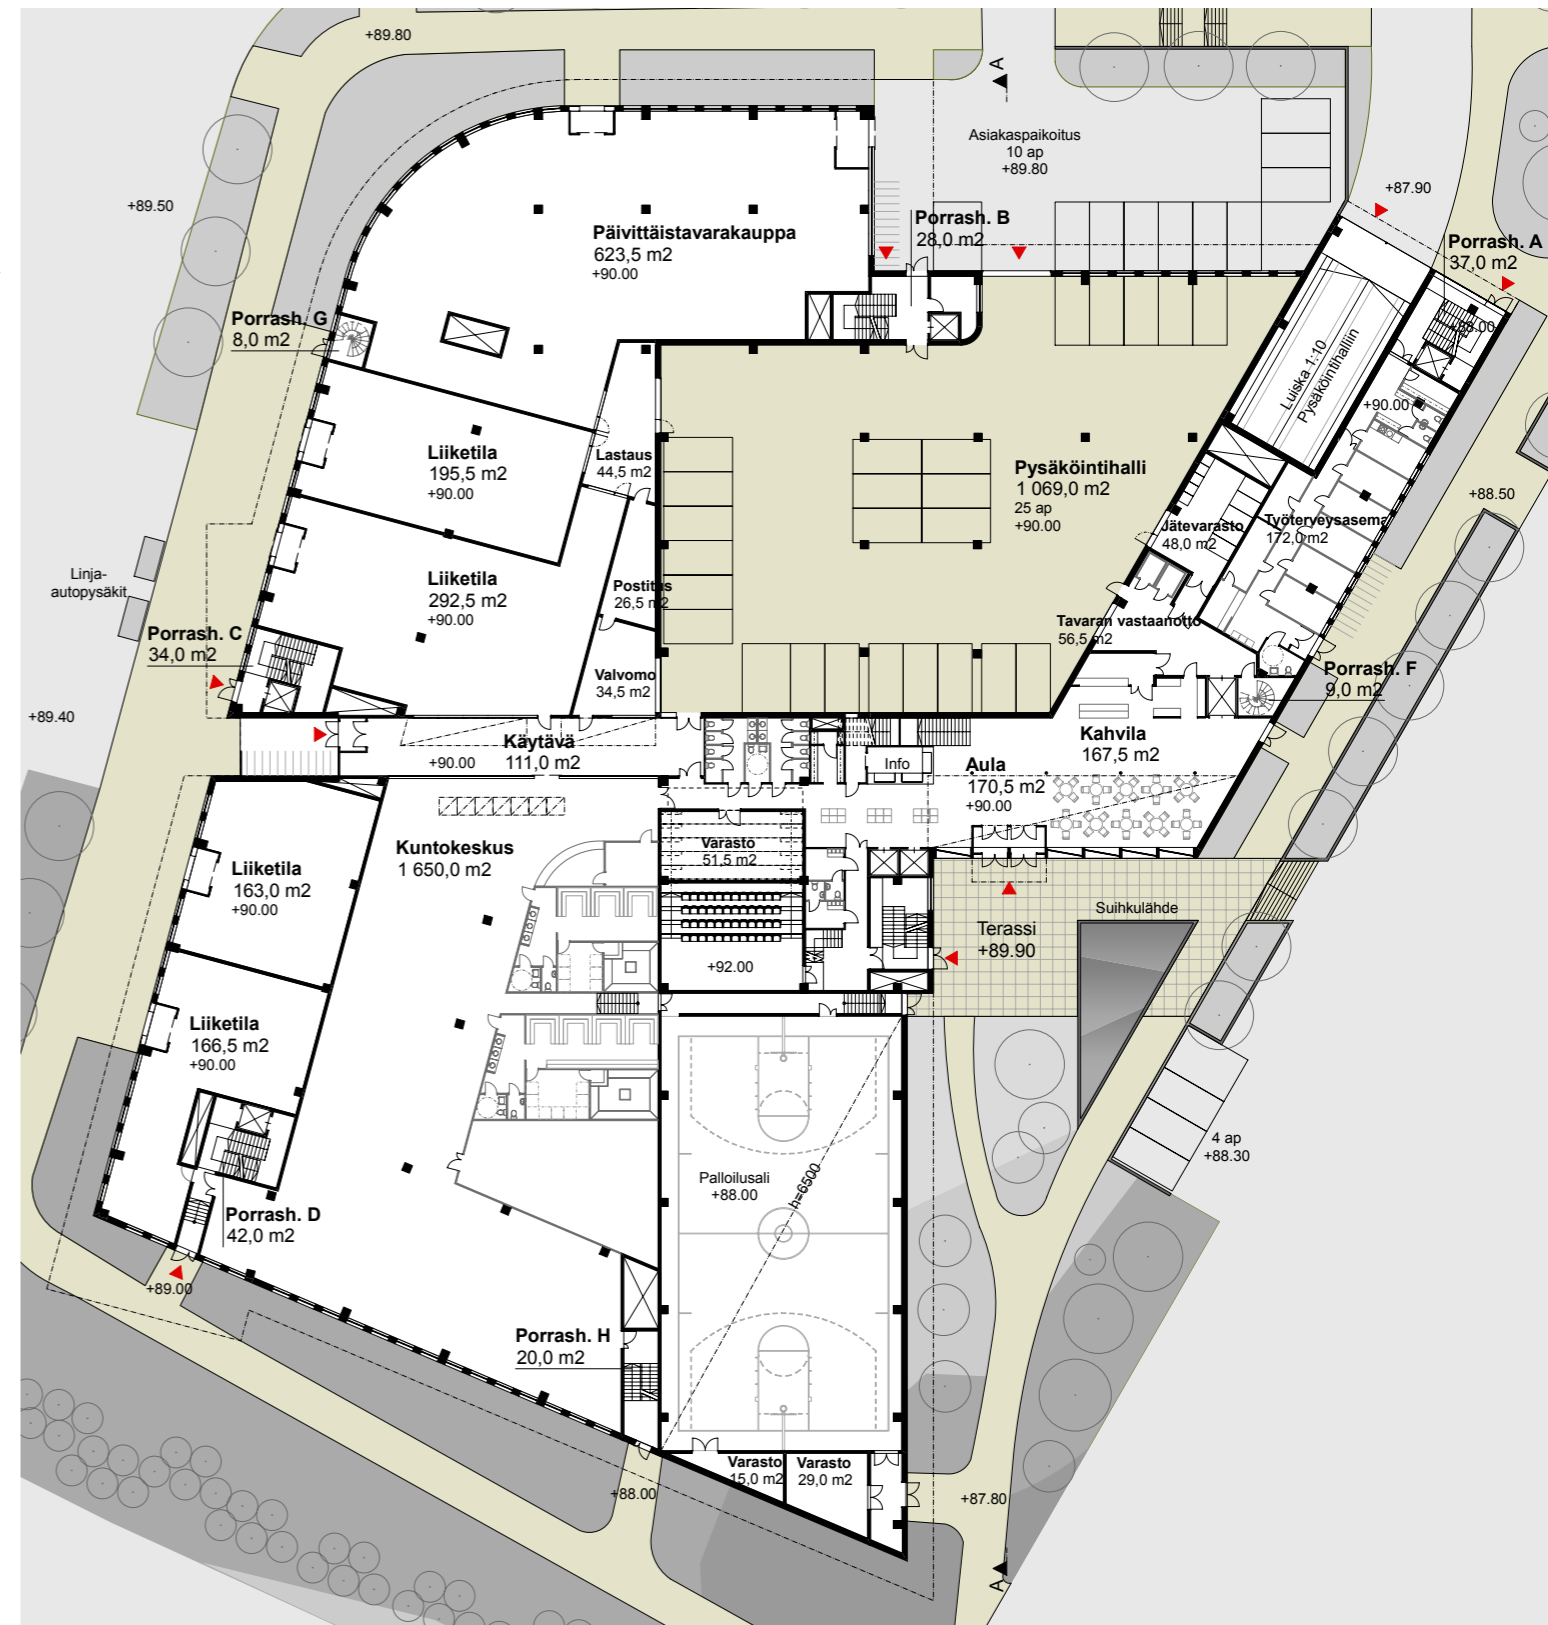 +89.80
A
Asiakaspaikoitus
10 ap
+89.80
+87.90
+89.50
Porrash. B
28,0 m2
Päivittäistavarakauppa
623,5 m2
+90.00
Porrash. A
37,0 m2
+88.00
Porrash. G
8,0 m2
Luiska 1:10
Pysäköintihalliin
+90.00
Liiketila
195,5 m2
+90.00
Lastaus
44,5 m2
Pysäköintihalli
1 069,0 m2
25 ap
+90.00
+88.50
Jätevarasto
48,0 m2
Työterveysasema
172,0 m2
Linja-
autopysäkit
Liiketila
292,5 m2
+90.00
Postitus
26,5 m2
Porrash. C
34,0 m2
Tavaran vastaanotto
56,5 m2
Valvomo
34,5 m2
Porrash. F
9,0 m2
+89.40
Käytävä
111,0 m2
+90.00
Info
Kahvila
167,5 m2
Aula
170,5 m2
+90.00
Kuntokeskus
1 650,0 m2
Varasto
51,5 m2
Liiketila
163,0 m2
+90.00
Suihkulähde
Terassi
+89.90
+92.00
Liiketila
166,5 m2
+90.00
4 ap
+88.30
Palloilusali
+88.00
h=6500
Porrash. D
42,0 m2
+89.00
Porrash. H
20,0 m2
Varasto
15,0 m2
Varasto
29,0 m2
+88.00
+87.80
A